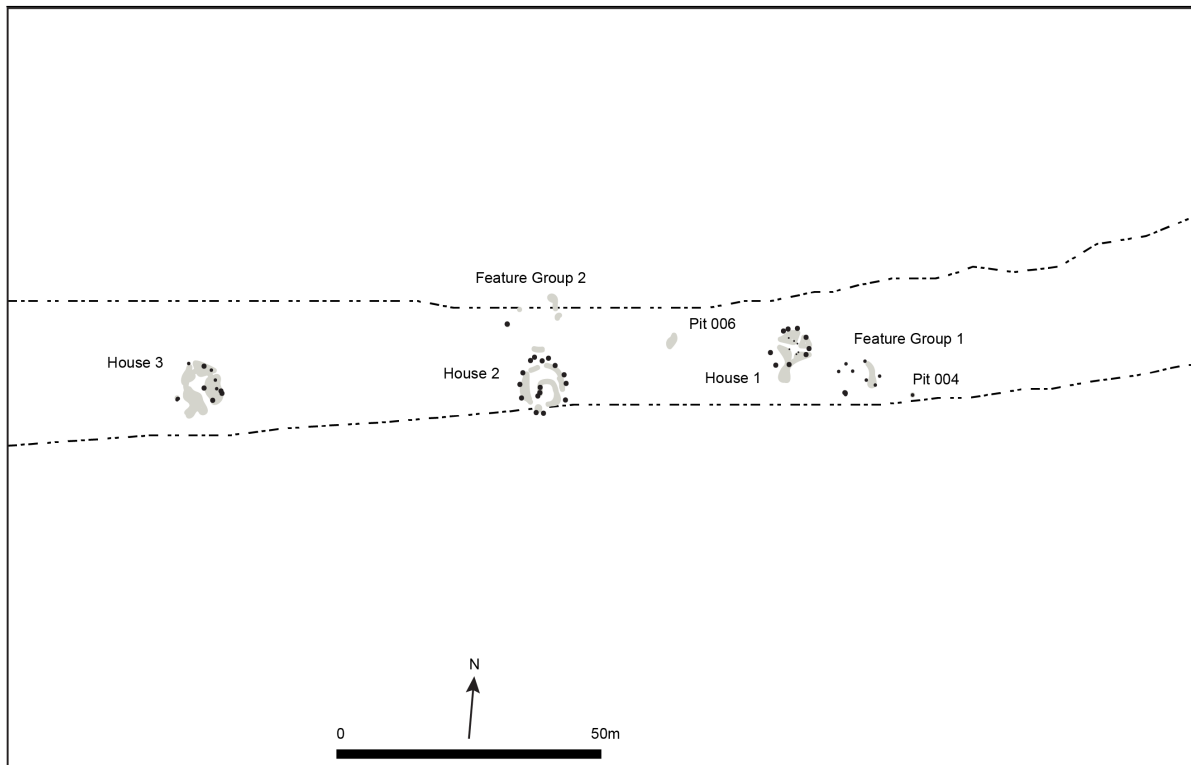 Feature Group 2
Pit 006
Feature Group 1
House 3
House 2
House 1
Pit 004
N
0
50m